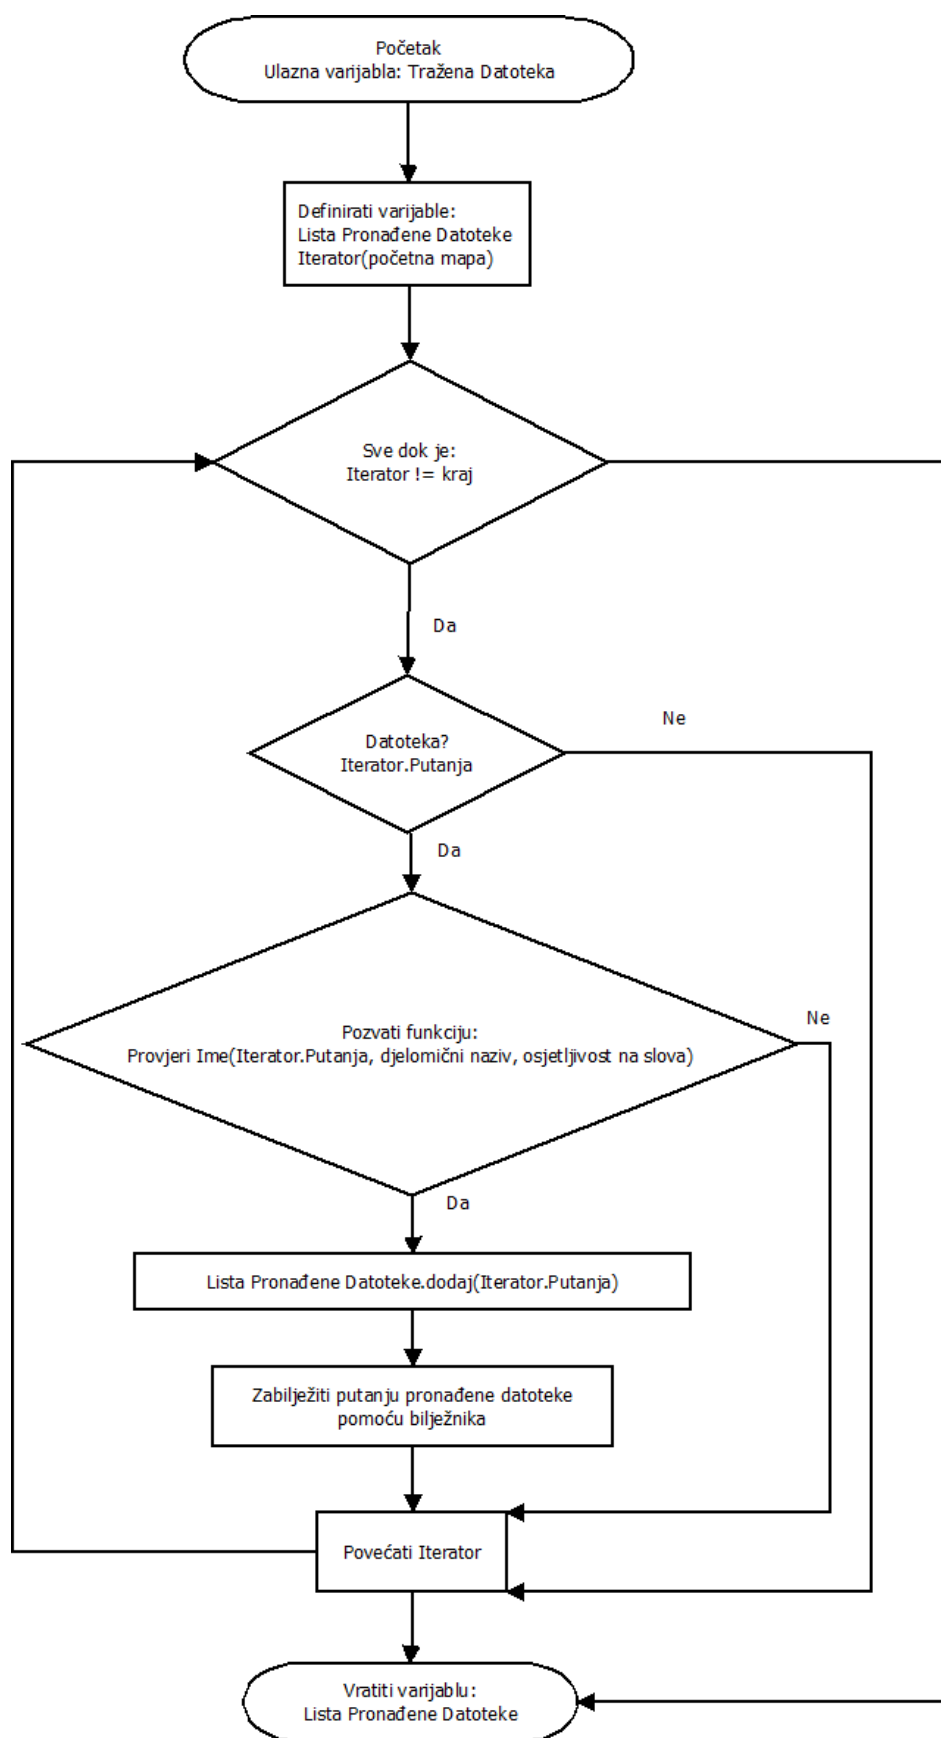 Početak
Ulazna varijabla: Tražena Datoteka
Definirati varijable:
Lista Pronađene Datoteke
Iterator(početna mapa)
Sve dok je:
Iterator != kraj
Da
Ne
Datoteka?
Iterator.Putanja
Da
Ne
Pozvati funkciju:
Provjeri Ime(Iterator.Putanja, djelomični naziv, osjetljivost na slova)
Da
Lista Pronađene Datoteke.dodaj(Iterator.Putanja)
Zabilježiti putanju pronađene datoteke
pomoću bilježnika
Povećati Iterator
Vratiti varijablu:
Lista Pronađene Datoteke